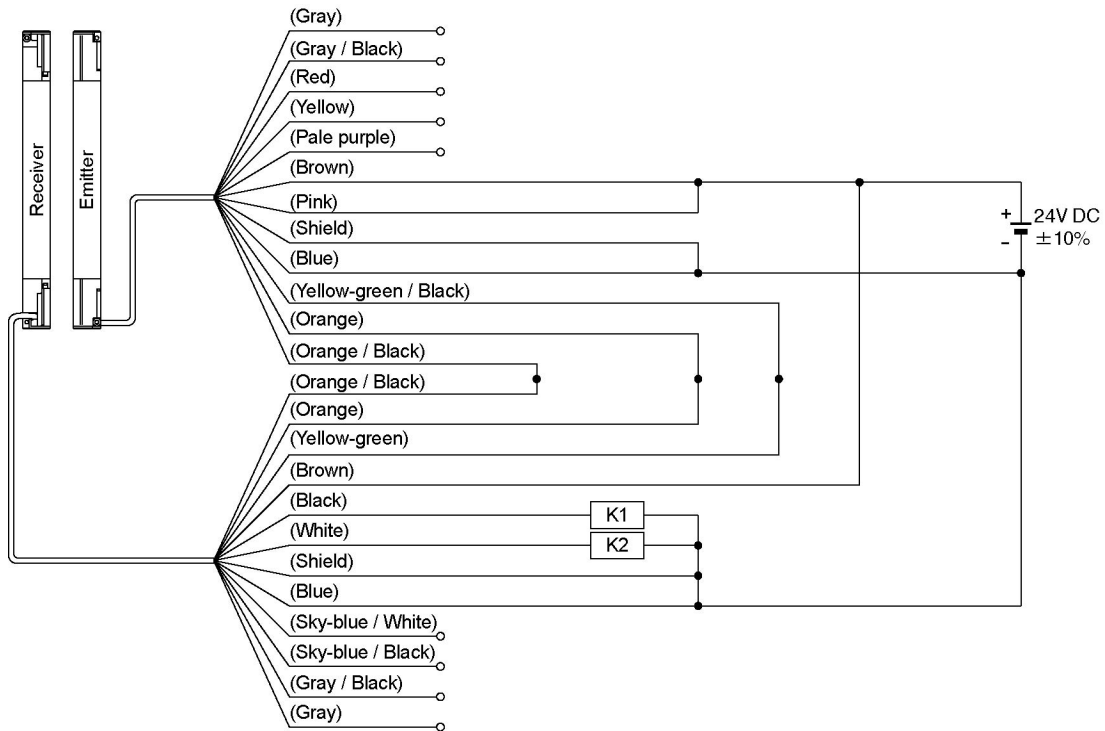 Receiver
Emitter
(Gray)
(Gray / Black)
(Red)
(Yellow)
(Pale purple)
(Brown)
(Pink)
(Shield)
(Blue)
(Yellow-green / Black)
(Orange)
(Orange / Black)
(Orange / Black)
(Orange)
(Yellow-green)
(Brown)
(Black)
(White)
(Shield)
(Blue)
(Sky-blue / White)
(Sky-blue / Black)
(Gray / Black)
(Gray)
K1
K2
+
24V DC
-
±10%